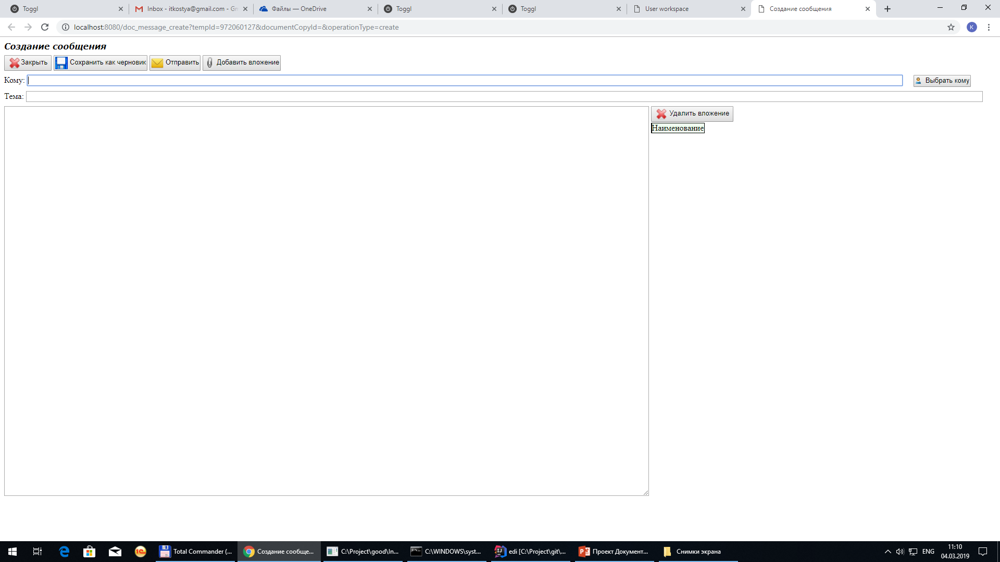 Toggl
Inbox - itkostya@gmail.com - Gn
Файлы — OneDrive
Toggl
Toggl
User workspace
Создание сообщения
localhost:8080/doc_message_create?tempId=972060127&documentCopyId=&operationType=create
K
Создание сообщения
Закрыть
Сохранить как черновик
Отправить
Добавить вложение
Кому:
Выбрать кому
Тема:
Удалить вложение
Наименование
Total Commander (...
Создание сообще...
C:\Project\good\In...
C:\WINDOWS\syst...
edi [C:\Project\git\...
Проект Документ...
Снимки экрана
ENG
11:10
04.03.2019